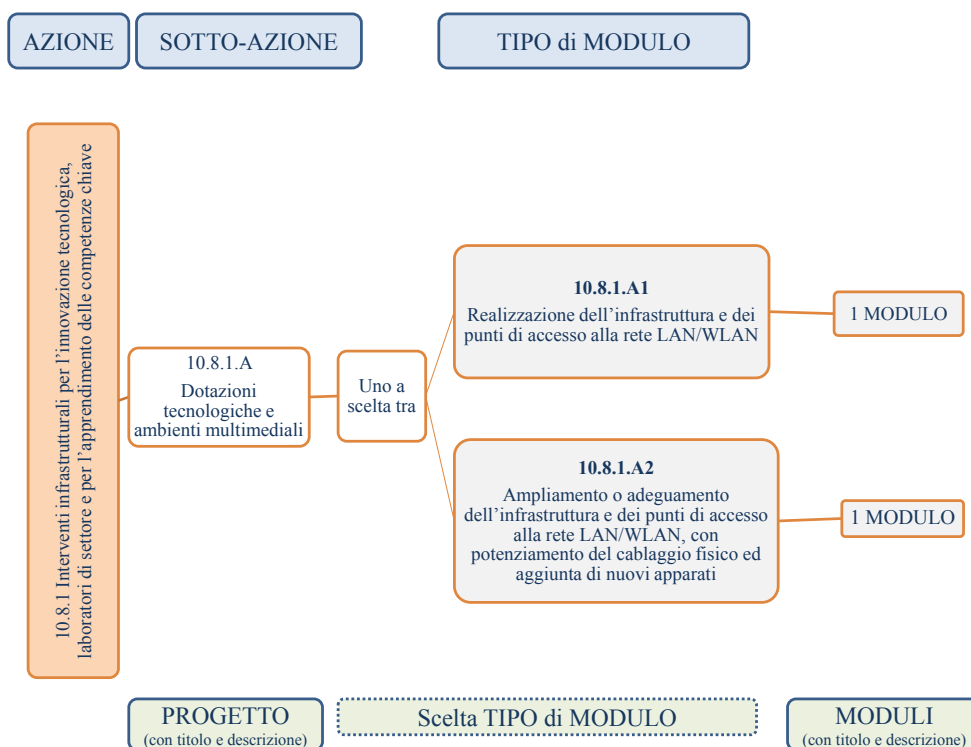 AZIONE
SOTTO-AZIONE
TIPO di MODULO
10.8.1 Interventi infrastrutturali per l’innovazione tecnologica,
laboratori di settore e per l’apprendimento delle competenze chiave
10.8.1.A
Dotazioni
tecnologiche e
ambienti multimediali
Uno a
scelta tra
10.8.1.A1
Realizzazione dell’infrastruttura e dei
punti di accesso alla rete LAN/WLAN
1 MODULO
10.8.1.A2
Ampliamento o adeguamento
dell’infrastruttura e dei punti di accesso
alla rete LAN/WLAN, con
potenziamento del cablaggio fisico ed
aggiunta di nuovi apparati
1 MODULO
PROGETTO
(con titolo e descrizione)
Scelta TIPO di MODULO
MODULI
(con titolo e descrizione)